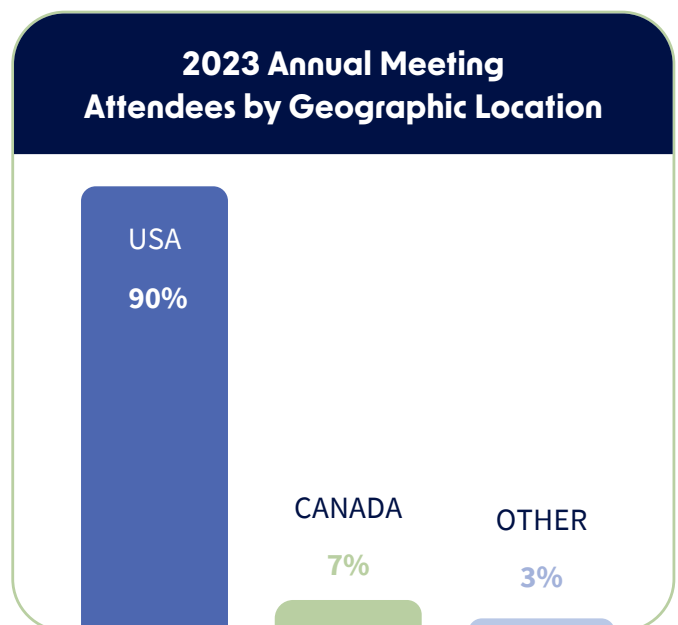 2023 Annual Meeting
Attendees by Geographic Location
USA
90%
CANADA
7%
OTHER
3%